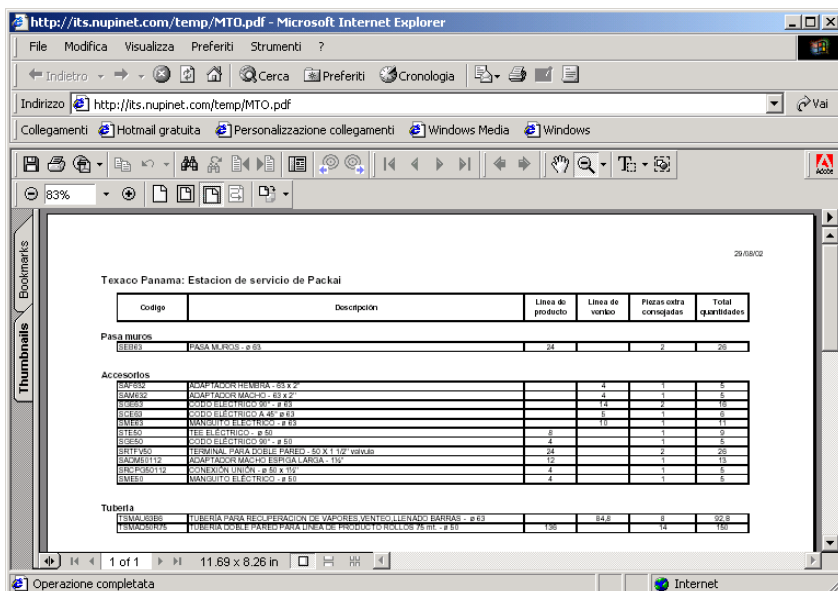 http://its.nupinet.com/temp/MTO.pdf - Microsoft Internet Explorer
File Modifica Visualizza Preferiti Strumenti ?
Indietro Cerca Preferiti Cronologia
Indirizzo http://its.nupinet.com/temp/MTO.pdf Vai
Collegamenti Hotmail gratuita Personalizzazione collegamenti Windows Media Windows
Adobe
83%
Bookmarks
Thumbnails
29/08/02
Texaco Panama: Estacion de servicio de Packai
Codigo Descripción Linea de producto Linea de venteo Piezas extra consejadas Total quantidades
Pasa muros
SEB63 PASA MUROS - ø 63 24 2 26
Accesorios
SAF632 ADAPTADOR HEMBRA - 63 x 2" 4 1 5
SAM632 ADAPTADOR MACHO - 63 x 2" 4 1 5
SGE63 CODO ELÉCTRICO 90° - ø 63 14 2 16
SCE63 CODO ELÉCTRICO A 45° ø 63 5 1 6
SME63 MANGUITO ELÉCTRICO - ø 63 10 1 11
STE50 TEE ELÉCTRICO - ø 50 8 1 9
SGE50 CODO ELÉCTRICO 90° - ø 50 4 1 5
SRTFV50 TERMINAL PARA DOBLE PARED - 50 X 1 1/2" valvula 24 2 26
SADM50112 ADAPTADOR MACHO ESPIGA LARGA - 1½" 12 1 13
SRCPG50112 CONEXIÓN UNIÓN - ø 50 x 1½" 4 1 5
SME50 MANGUITO ELÉCTRICO - ø 50 4 1 5
Tuberia
TSMAU63B6 TUBERÍA PARA RECUPERACION DE VAPORES,VENTEO,LLENADO BARRAS - ø 63 84,8 8 92,8
TSMAD50R75 TUBERIA DOBLE PARED PARA LINEA DE PRODUCTO ROLLOS 75 mt. - ø 50 136 14 150
1 of 1 11.69 x 8.26 in
Operazione completata Internet